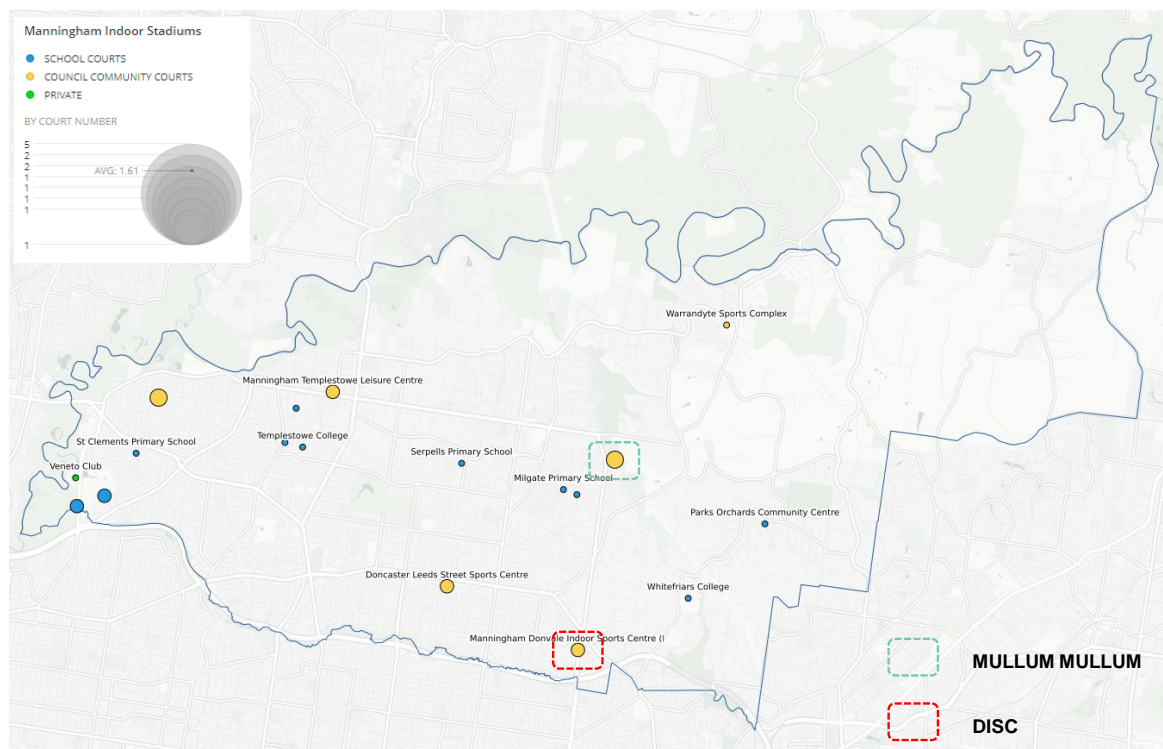 Manningham Indoor Stadiums
SCHOOL COURTS
COUNCIL COMMUNITY COURTS
PRIVATE
BY COURT NUMBER
5
2
2
1
1
1
1
AVG: 1.61
Warrandyte Sports Complex
Manningham Templestowe Leisure Centre
Templestowe College
St Clements Primary School
Serpells Primary School
Veneto Club
Milgate Primary School
Parks Orchards Community Centre
Doncaster Leeds Street Sports Centre
Whitefriars College
Manningham Donvale Indoor Sports Centre (I
MULLUM MULLUM
DISC